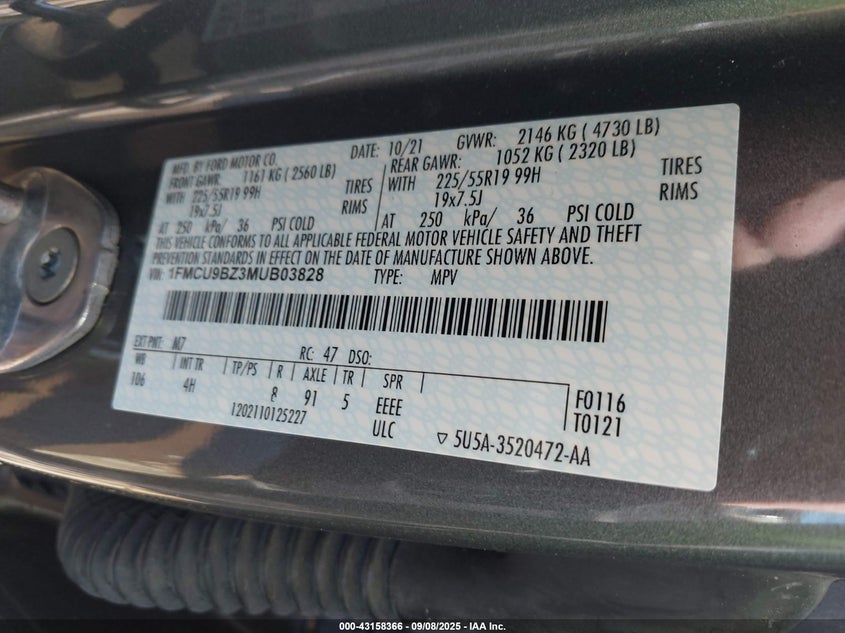 MFD. BY FORD MOTOR CO.
DATE: 10/21 GVWR: 2146 KG ( 4730 LB)
FRONT GAWR: 1161 KG ( 2560 LB) REAR GAWR: 1052 KG ( 2320 LB)
WITH 225/55R19 99H TIRES WITH 225/55R19 99H TIRES
19x7.5J RIMS 19x7.5J RIMS
AT 250 kPa/ 36 PSI COLD AT 250 kPa/ 36 PSI COLD
THIS VEHICLE CONFORMS TO ALL APPLICABLE FEDERAL MOTOR VEHICLE SAFETY AND THEFT
PREVENTION STANDARDS IN EFFECT ON THE DATE OF MANUFACTURE SHOWN ABOVE.
VIN: 1FMCU9BZ3MUB03828 TYPE: MPV
EXT PNT: M7 RC: 47 DSO:
WB INT TR TP/PS R AXLE TR SPR
106 4H 8 91 5 EEEE
F0116
T0121
1202110125227
ULC
▽ 5U5A-3520472-AA
000-43158366 - 09/08/2025 - IAA Inc.